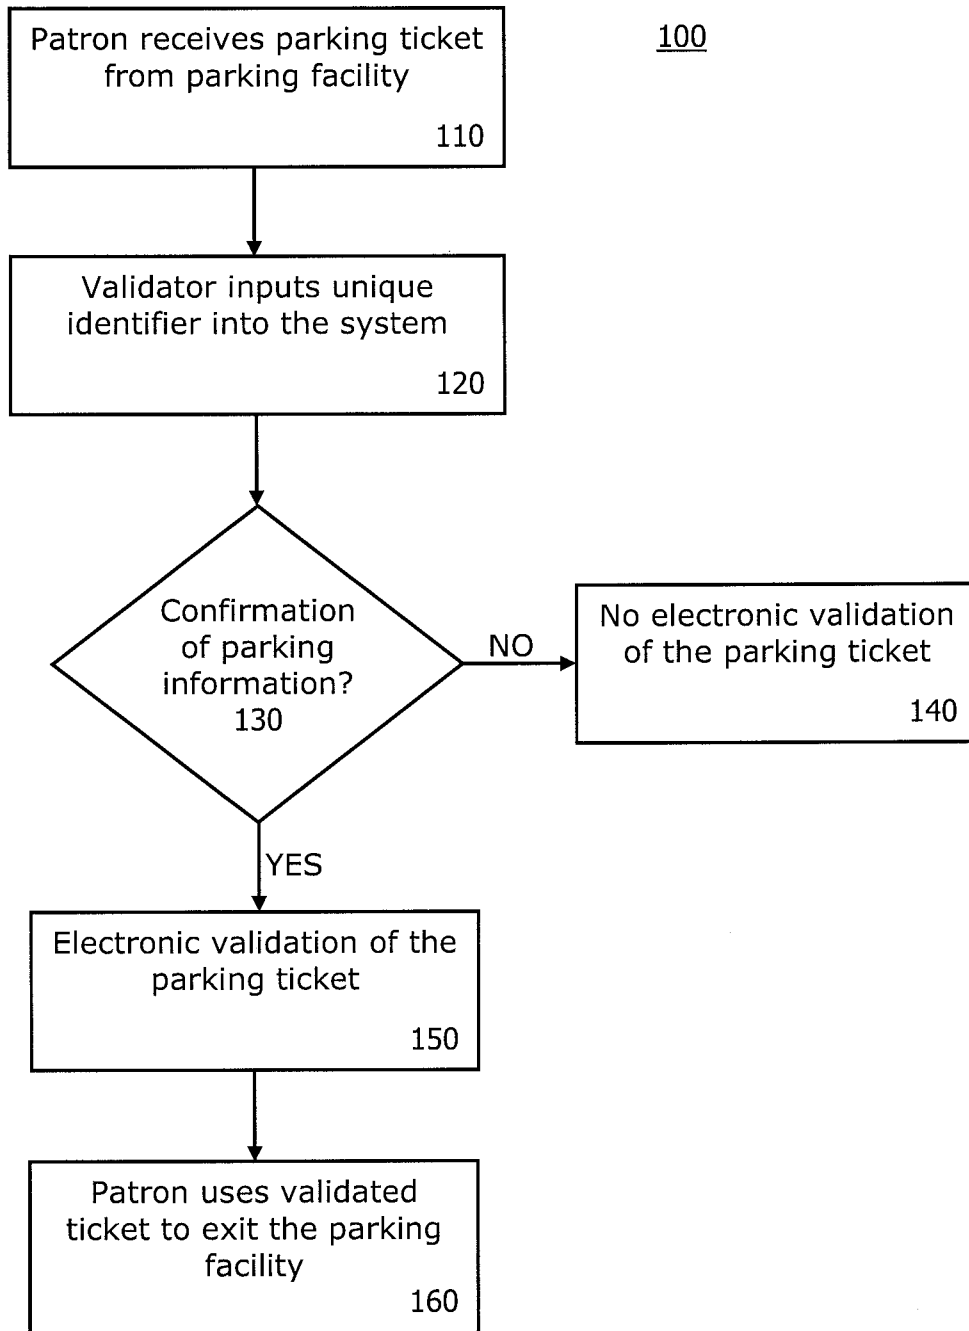 100
Patron receives parking ticket
from parking facility
110
Validator inputs unique
identifier into the system
120
Confirmation
of parking
information?
130
NO
No electronic validation
of the parking ticket
140
YES
Electronic validation of the
parking ticket
150
Patron uses validated
ticket to exit the parking
facility
160